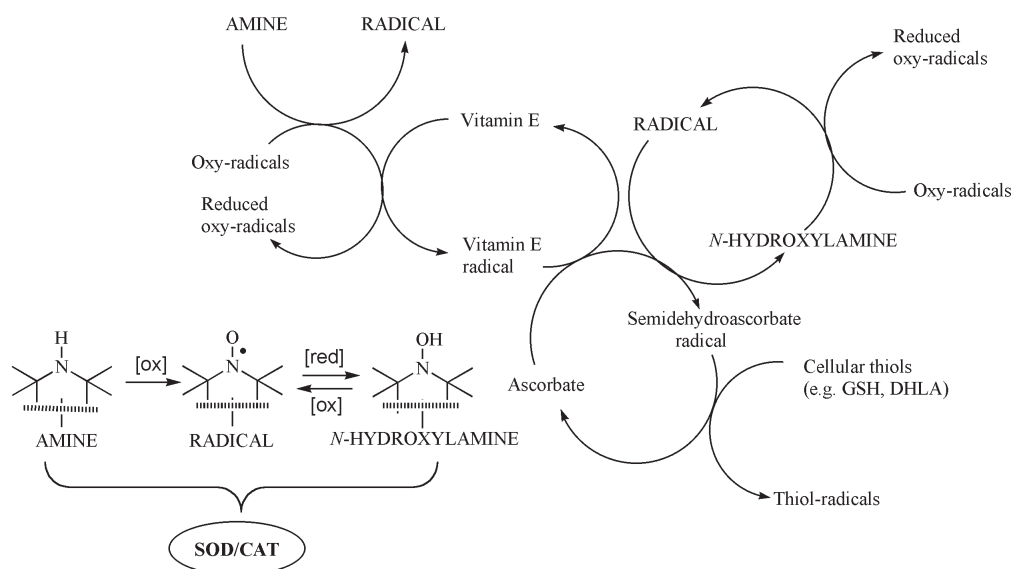 AMINE
RADICAL
Oxy-radicals
Reduced
oxy-radicals
Vitamin E
Vitamin E
radical
RADICAL
Reduced
oxy-radicals
Oxy-radicals
N-HYDROXYLAMINE
Semidehydroascorbate
radical
Ascorbate
Cellular thiols
(e.g. GSH, DHLA)
Thiol-radicals
H
N
[ox]
O
N
[red]
[ox]
OH
N
AMINE
RADICAL
N-HYDROXYLAMINE
SOD/CAT